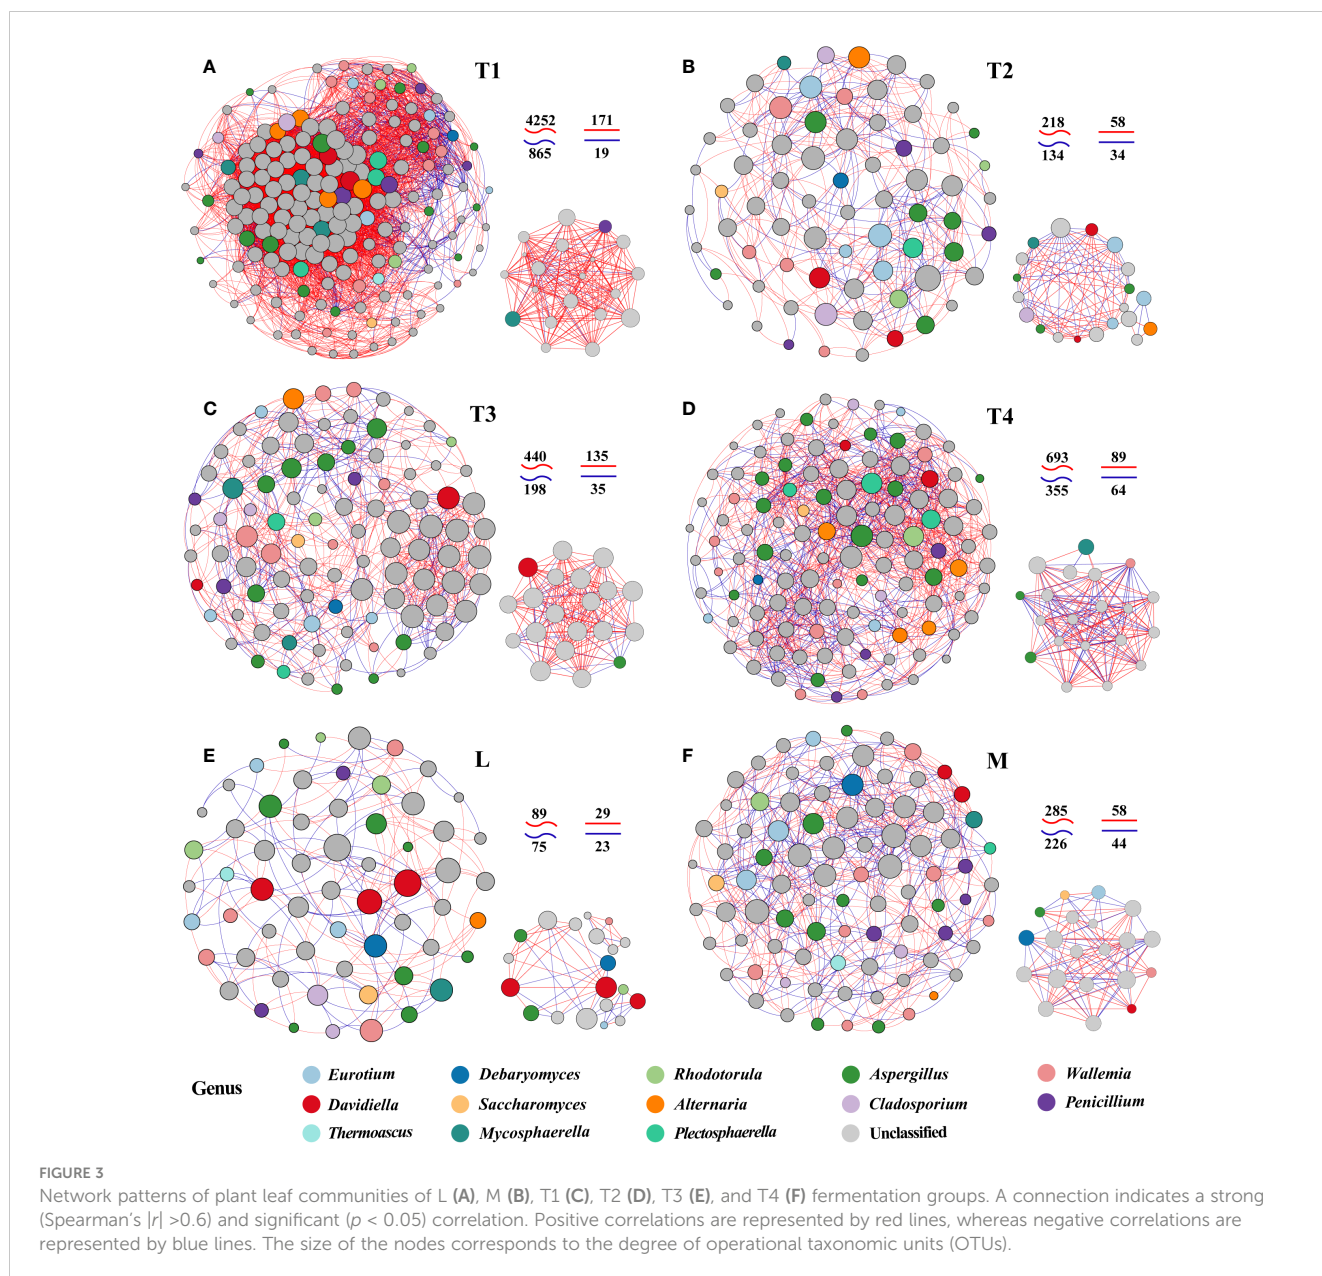 A
T1
4252 171
865 19
B
T2
218 58
134 34
C
T3
440 135
198 35
D
T4
693 89
355 64
E
L
89 29
75 23
F
M
285 58
226 44
Genus
Eurotium Debaryomyces Rhodotorula Aspergillus Wallemia
Davidiella Saccharomyces Alternaria Cladosporium Penicillium
Thermoascus Mycosphaerella Plectosphaerella Unclassified
FIGURE 3
Network patterns of plant leaf communities of L (A), M (B), T1 (C), T2 (D), T3 (E), and T4 (F) fermentation groups. A connection indicates a strong
(Spearman's |r| >0.6) and significant (p < 0.05) correlation. Positive correlations are represented by red lines, whereas negative correlations are
represented by blue lines. The size of the nodes corresponds to the degree of operational taxonomic units (OTUs).